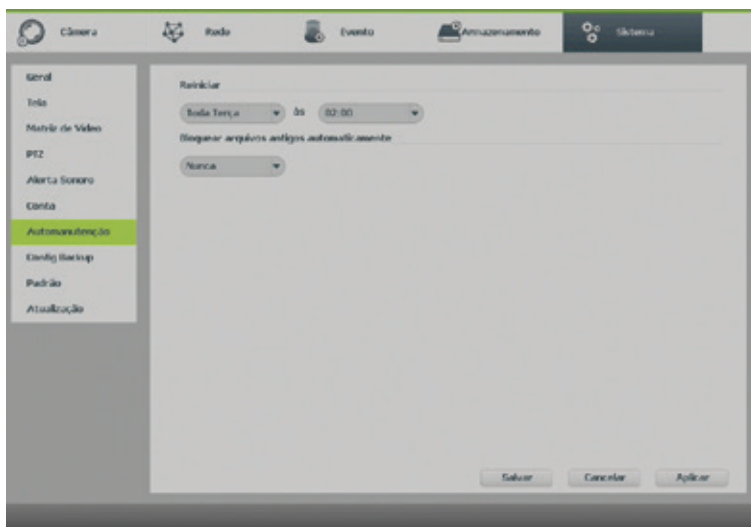 Câmera Rede Evento Armazenamento Sistema
Geral
Tela
Matriz de Vídeo
PTZ
Alerta Sonoro
Conta
Automanutenção
Config Backup
Padrão
Atualização
Reiniciar
Toda Terça às 02:00
Bloquear arquivos antigos automaticamente
Nunca
Salvar Cancelar Aplicar